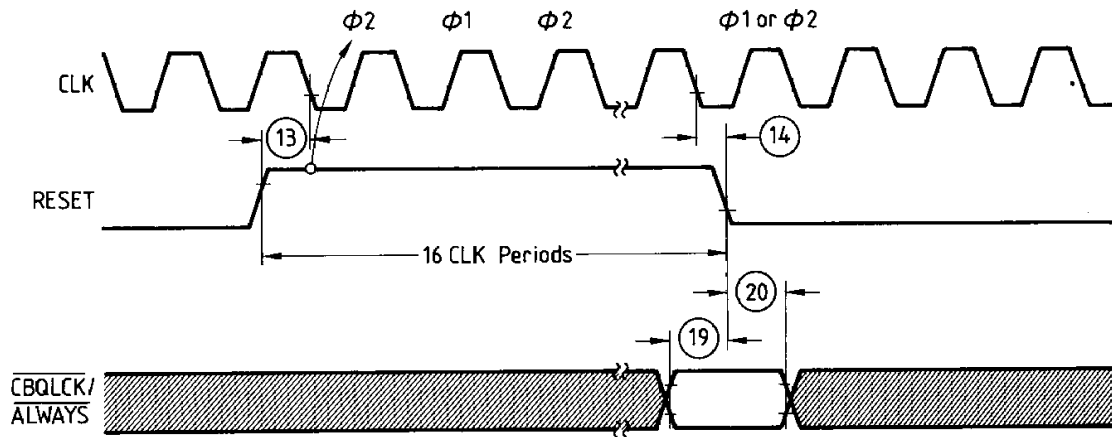 ϕ2 ϕ1 ϕ2 ϕ1 or ϕ2
CLK
13 14
RESET
16 CLK Periods
20
19
CBQLCK/
ALWAYS